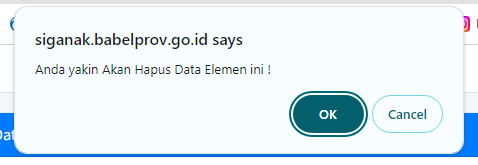 siganak.babelprov.go.id says
Anda yakin Akan Hapus Data Elemen ini !
OK
Cancel